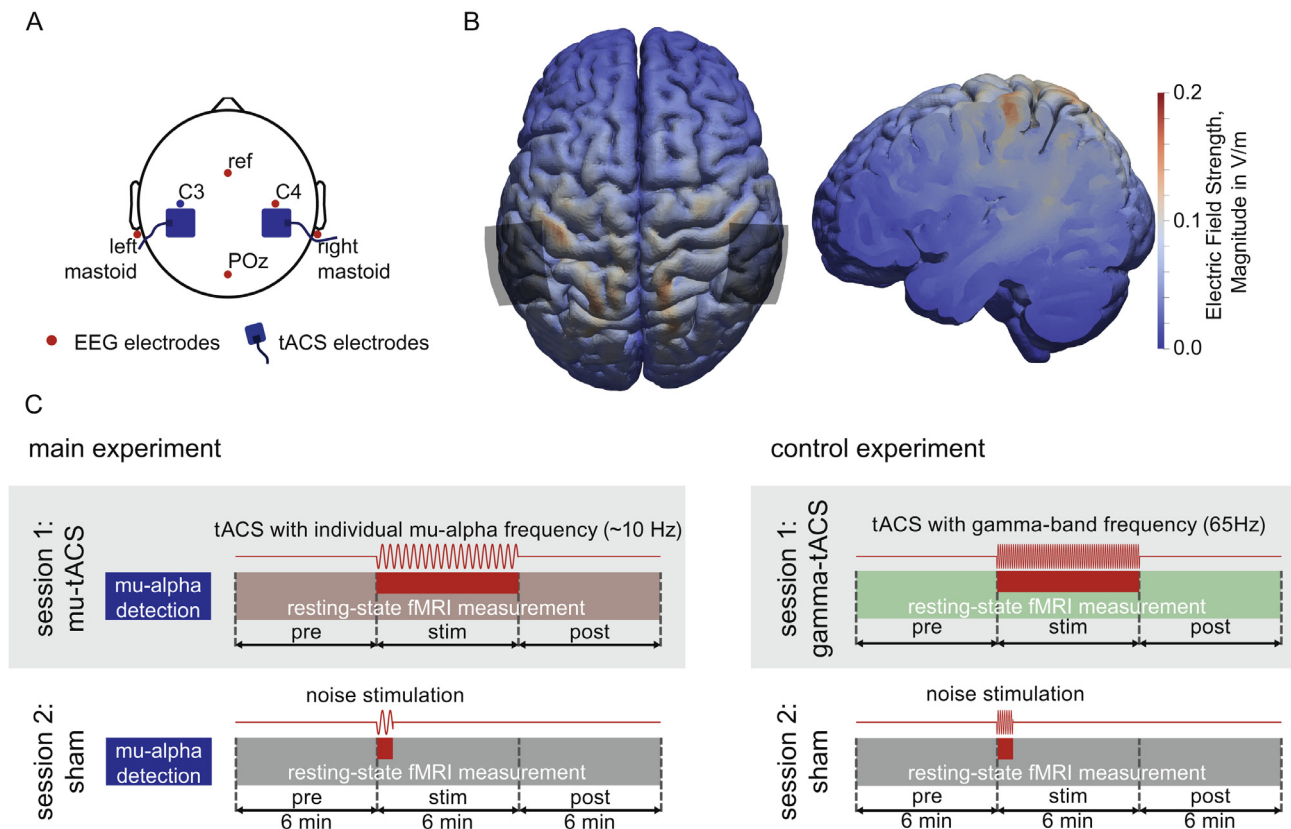 A
ref
C3
C4
left
mastoid
right
mastoid
POz
EEG electrodes
tACS electrodes
B
0.2
0.1
0.0
Electric Field Strength,
Magnitude in V/m
C
main experiment
session 1:
mu-tACS
tACS with individual mu-alpha frequency (~10 Hz)
mu-alpha
detection
resting-state fMRI measurement
pre
stim
post
session 2:
sham
noise stimulation
mu-alpha
detection
resting-state fMRI measurement
pre
stim
post
6 min
6 min
6 min
control experiment
session 1:
gamma-tACS
tACS with gamma-band frequency (65Hz)
resting-state fMRI measurement
pre
stim
post
session 2:
sham
noise stimulation
resting-state fMRI measurement
pre
stim
post
6 min
6 min
6 min